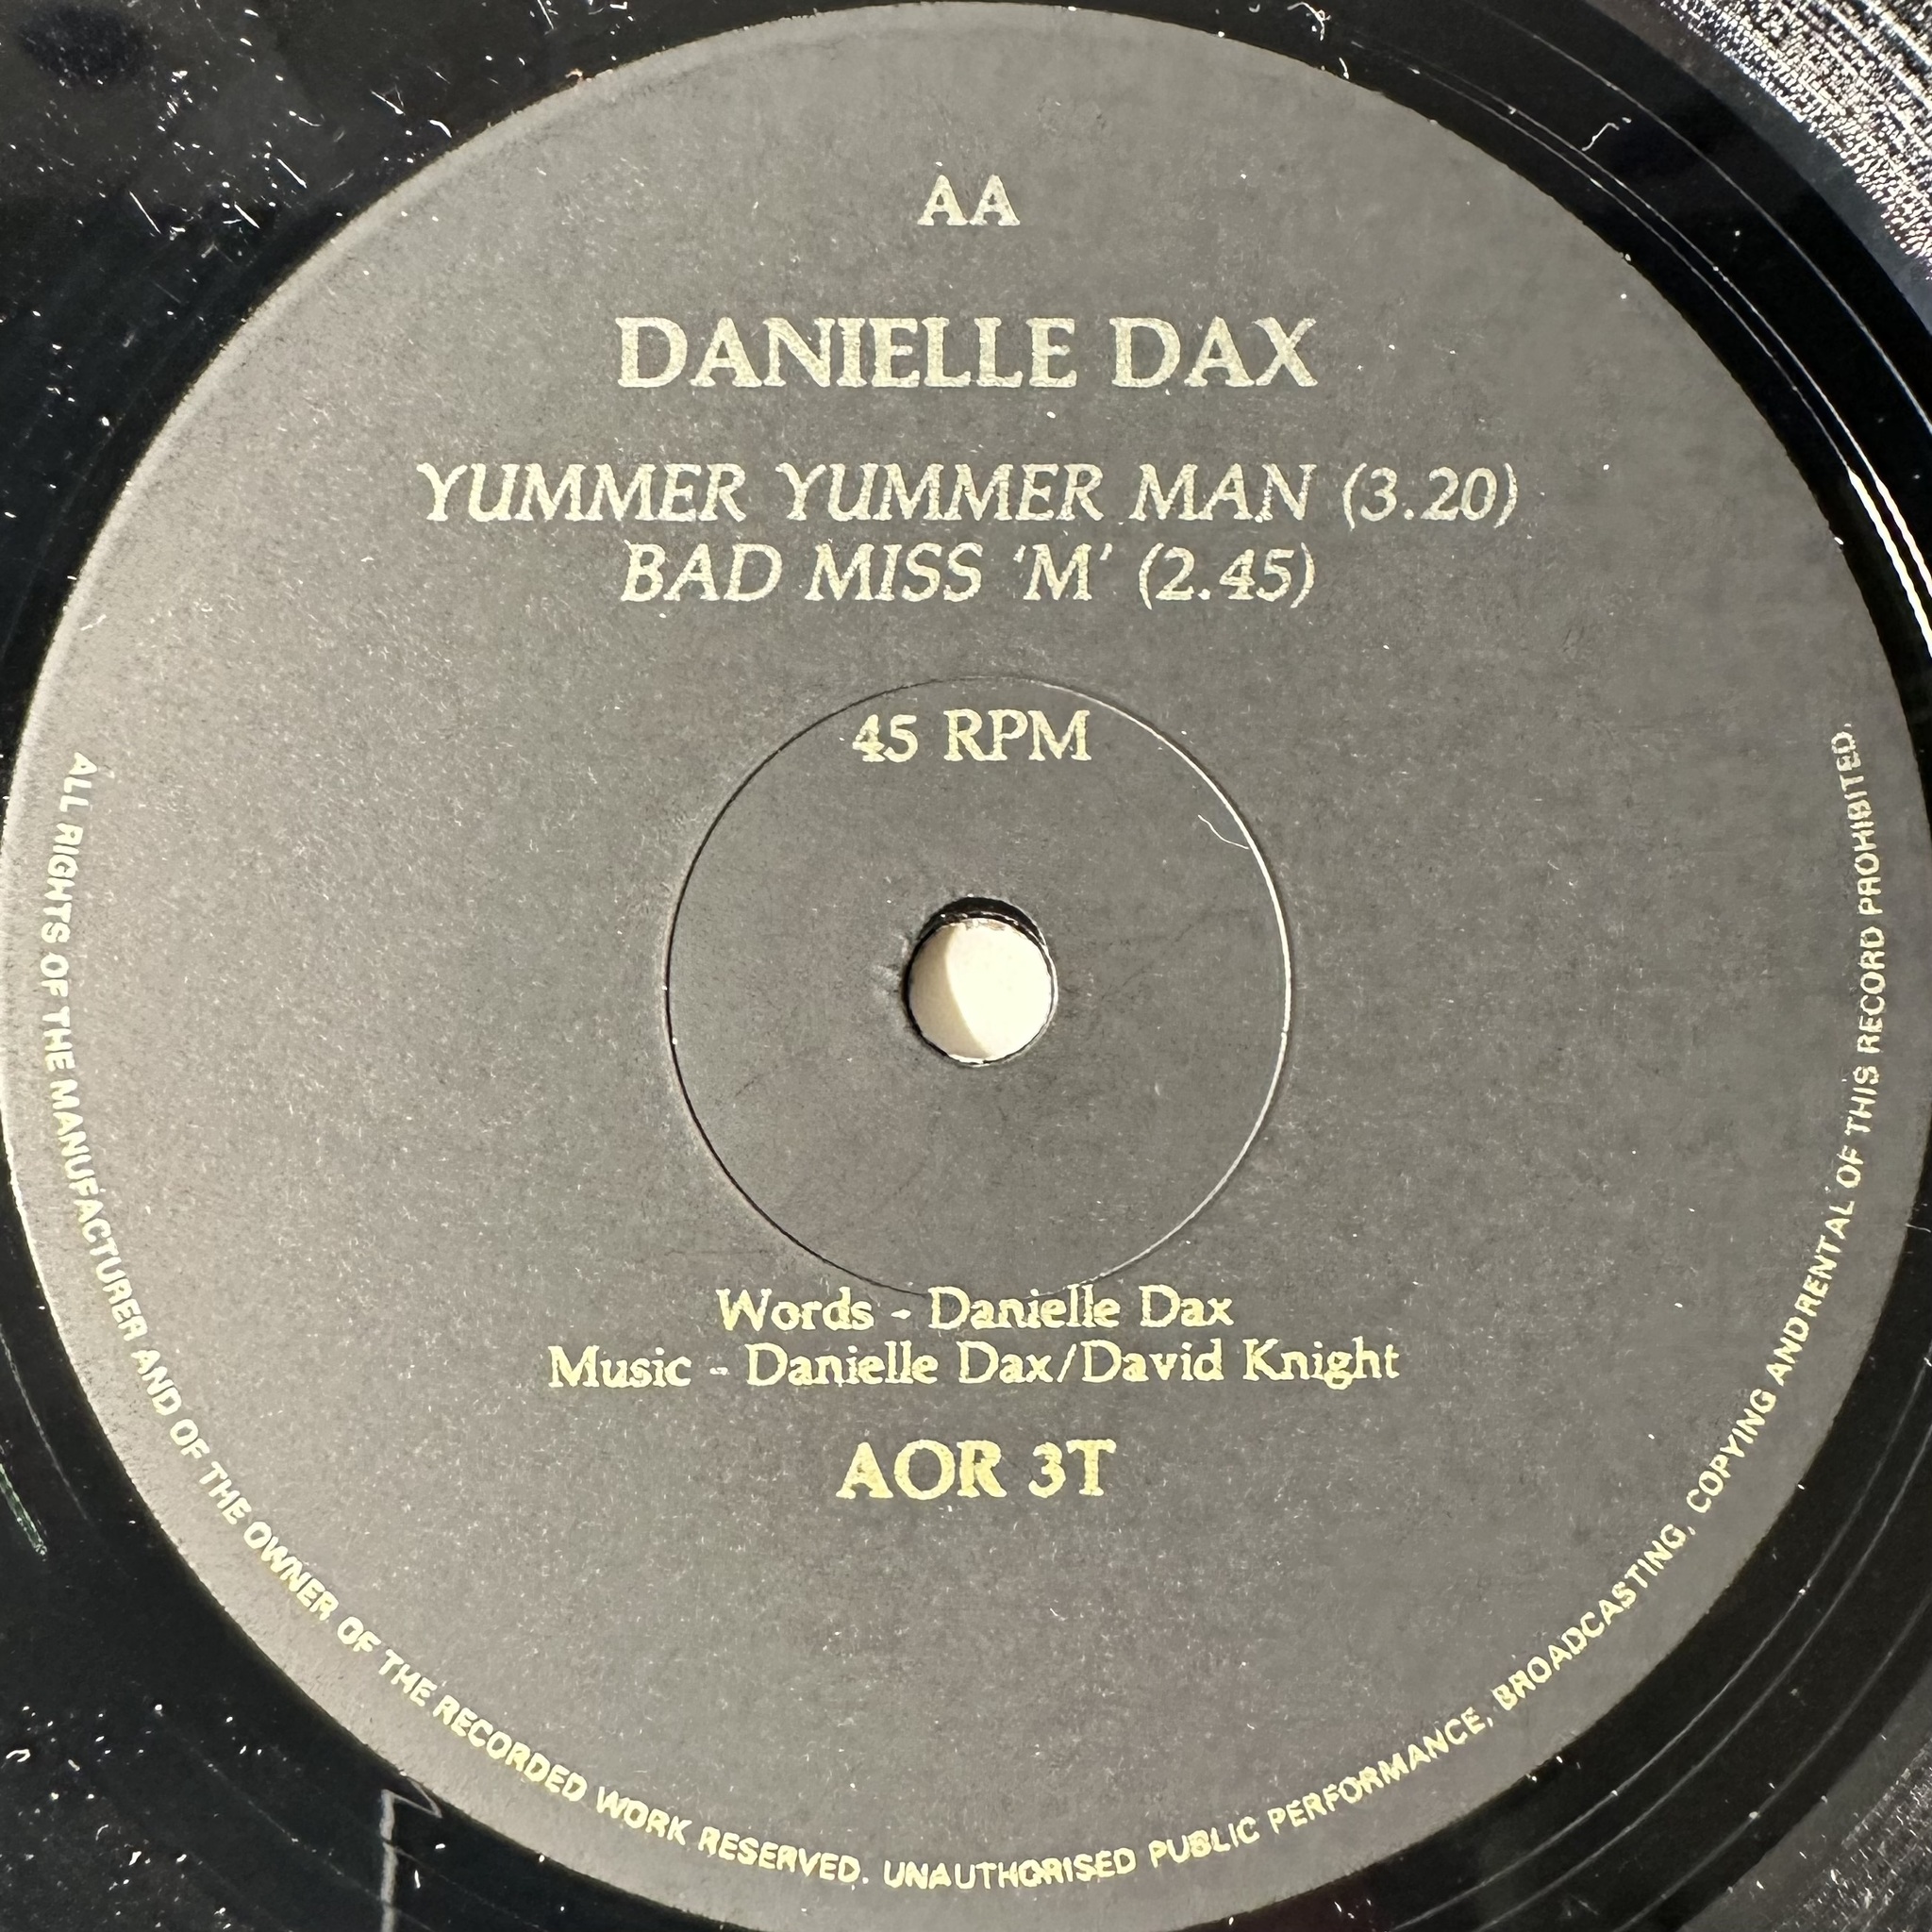 AA
DANIELLE DAX
YUMMER YUMMER MAN (3.20)
BAD MISS ‘M’ (2.45)
45 RPM
Words - Danielle Dax
Music - Danielle Dax/David Knight
AOR 3T
ALL RIGHTS OF THE MANUFACTURER AND OF THE OWNER OF THE RECORDED WORK RESERVED. UNAUTHORISED PUBLIC PERFORMANCE, BROADCASTING, COPYING AND RENTAL OF THIS RECORD PROHIBITED.